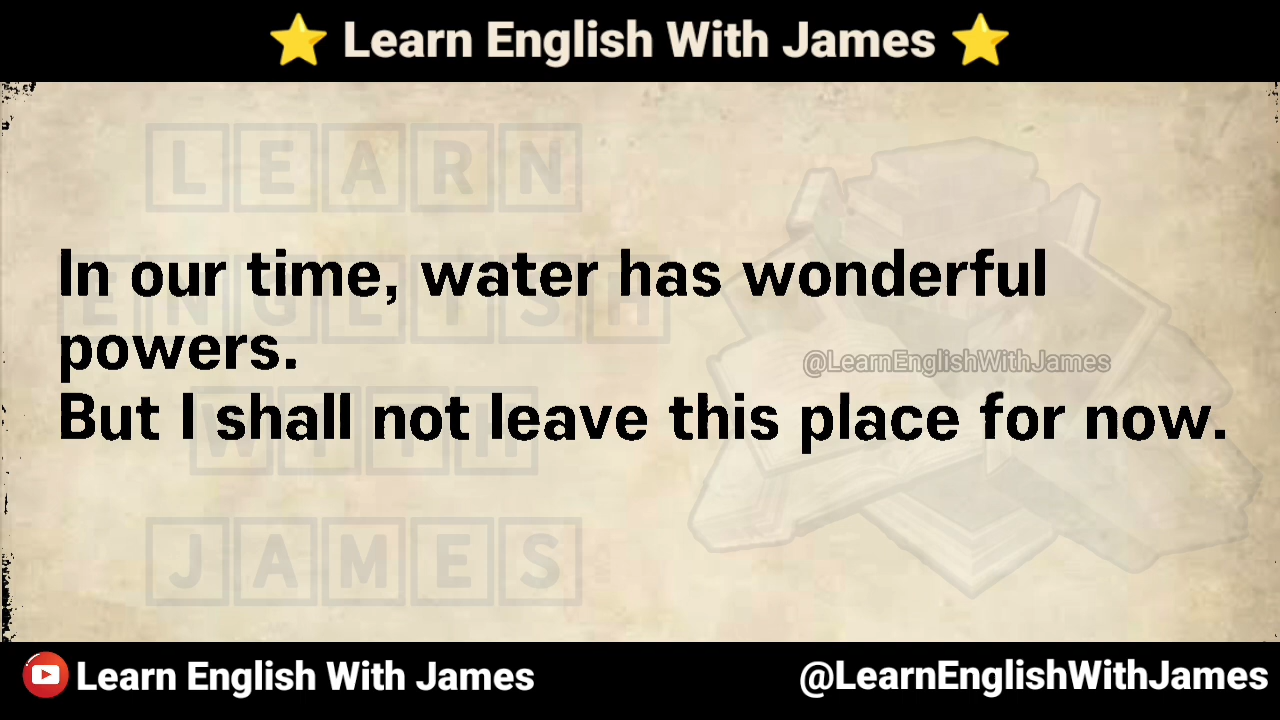 ⭐ Learn English With James ⭐
LEARN
In our time, water has wonderful
ENGLISH
powers.
@LearnEnglishWithJames
But I shall not leave this place for now.
WITH
JAMES
Learn English With James
@LearnEnglishWithJames